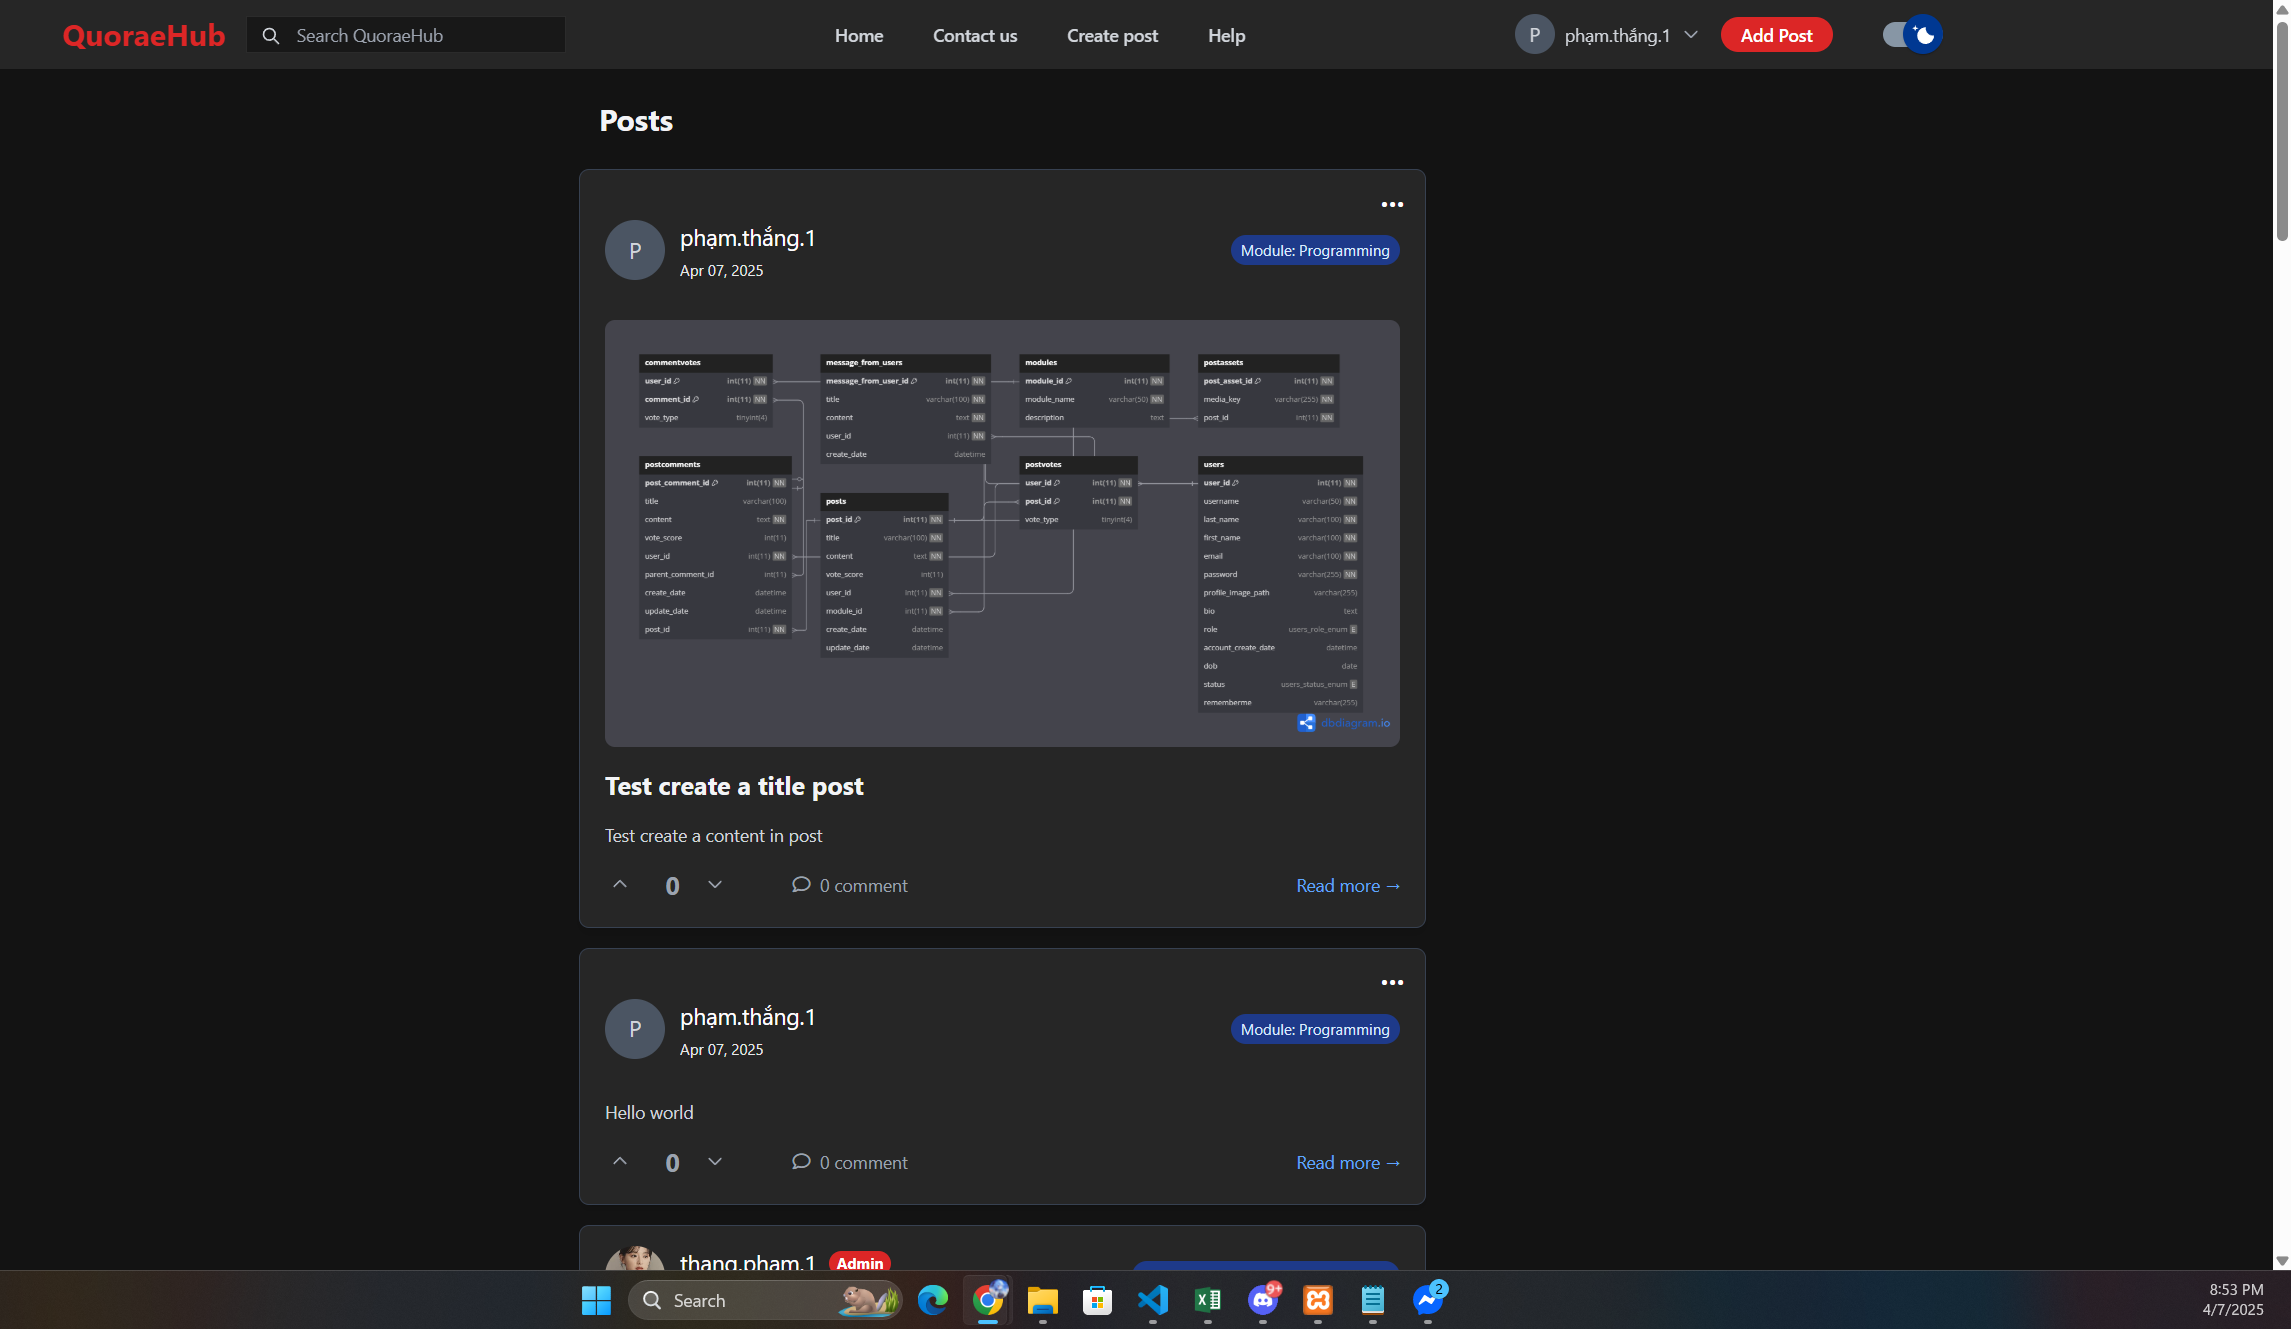 QuoraeHub
Search QuoraeHub
Home
Contact us
Create post
Help
P
phạm.thắng.1
Add Post
Posts
P
phạm.thắng.1
Apr 07, 2025
Module: Programming
commentvotes
user_id int(11) NN
comment_id int(11) NN
vote_type tinyint(4)
message_from_users
message_from_user_id int(11) NN
title varchar(100) NN
content text NN
user_id int(11) NN
create_date datetime
modules
module_id int(11) NN
module_name varchar(50) NN
description text
postassets
post_asset_id int(11) NN
media_key varchar(255) NN
post_id int(11) NN
postcomments
post_comment_id int(11) NN
title varchar(100)
content text NN
vote_score int(11)
user_id int(11) NN
parent_comment_id int(11)
create_date datetime
update_date datetime
post_id int(11) NN
posts
post_id int(11) NN
title varchar(100) NN
content text NN
vote_score int(11)
user_id int(11) NN
module_id int(11) NN
create_date datetime
update_date datetime
postvotes
user_id int(11) NN
post_id int(11) NN
vote_type tinyint(4)
users
user_id int(11) NN
username varchar(50) NN
last_name varchar(100) NN
first_name varchar(100) NN
email varchar(100) NN
password varchar(255) NN
profile_image_path varchar(255)
bio text
role users_role_enum E
account_create_date datetime
dob date
status users_status_enum E
rememberme varchar(255)
dbdiagram.io
Test create a title post
Test create a content in post
0
0 comment
Read more →
P
phạm.thắng.1
Apr 07, 2025
Module: Programming
Hello world
0
0 comment
Read more →
thang.pham.1 Admin
Search
9+
2
8:53 PM
4/7/2025